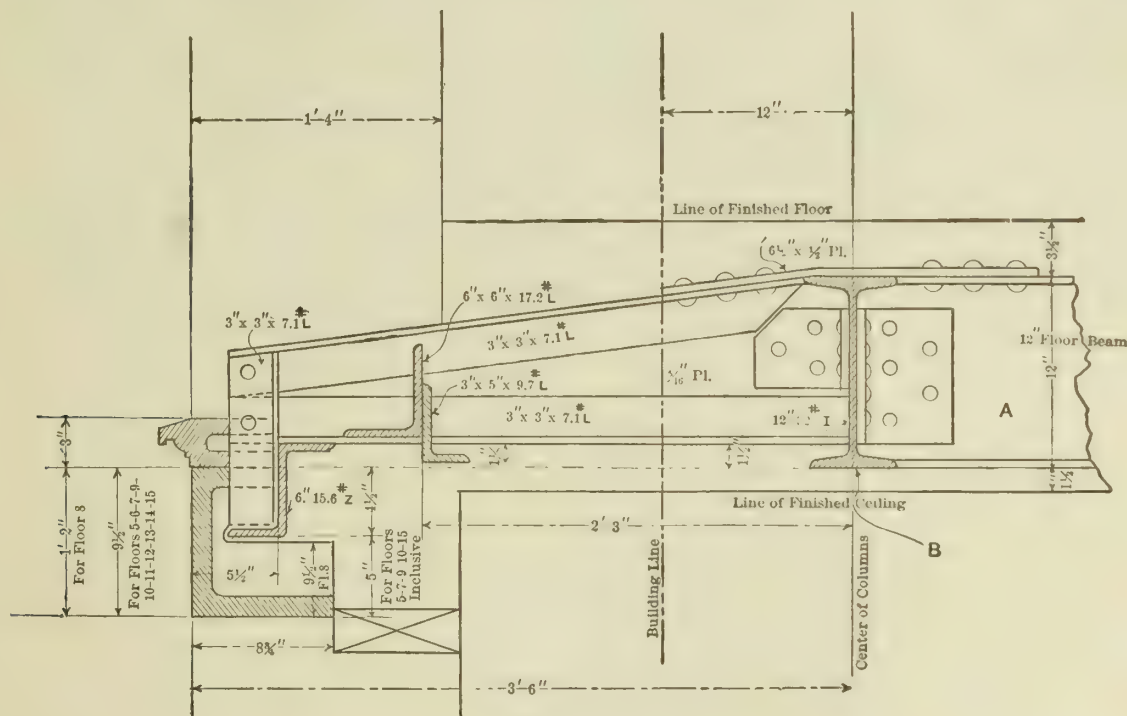 1'-4"
12"
Line of Finished Floor
6½" x ½" Pl.
3½"
6" x 6" x 17.2# L
3" x 3" x 7.1# L
3" x 3" x 7.1# L
12" Floor Beam
12"
3" x 5" x 9.7# L
5/16 Pl.
A
3" x 3" x 7.1# L
12"
# I
3"
1½"
1½"
6." 15.6# Z
4½"
Line of Finished Ceiling
2' 3"
B
1'-2"
For Floor 8
9½"
For Floors 5-6-7-9-
10-11-12-13-14-15
5½"
9½"
Fl.8
5"
For Floors
5-7-9 10-15
Inclusive
Building Line
Center of Columns
3'-6"